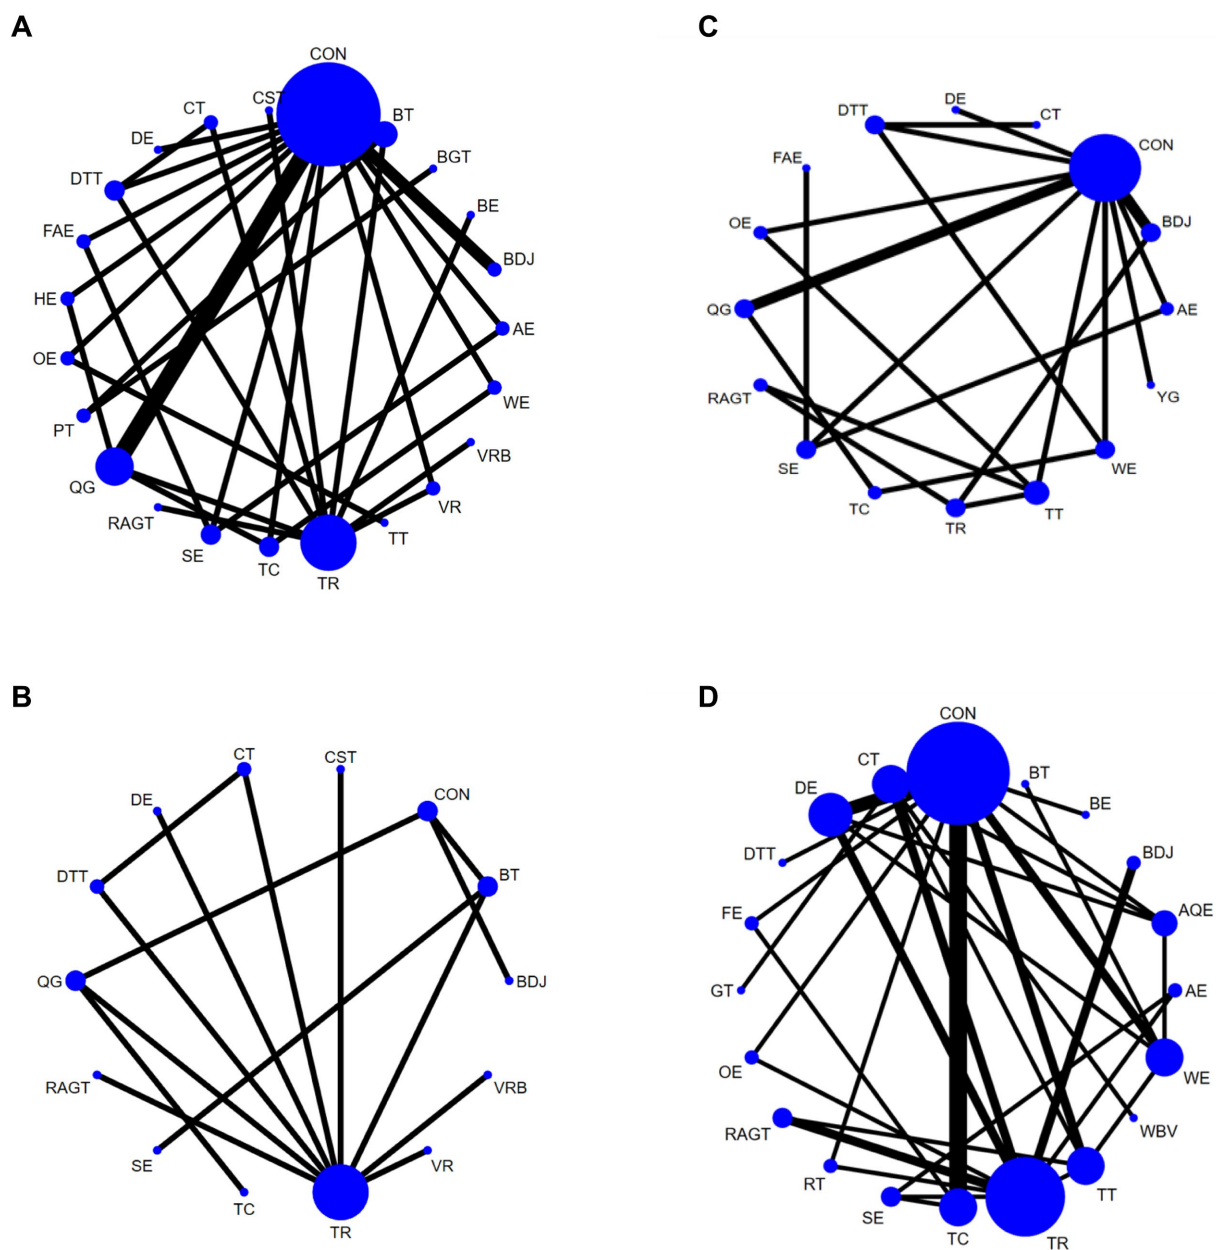 A
CON
CST
BT
CT
DE
BGT
DTT
BE
FAE
BDJ
HE
AE
OE
WE
PT
VRB
QG
VR
RAGT
TT
SE
TC
TR
C
DE
DTT
CT
CON
FAE
BDJ
OE
QG
AE
RAGT
YG
SE
WE
TC
TT
TR
B
CT
CST
DE
CON
DTT
BT
QG
BDJ
RAGT
VRB
SE
VR
TC
TR
D
CON
CT
BT
DE
BE
DTT
BDJ
FE
AQE
GT
AE
OE
WE
RAGT
WBV
RT
TT
SE
TC
TR